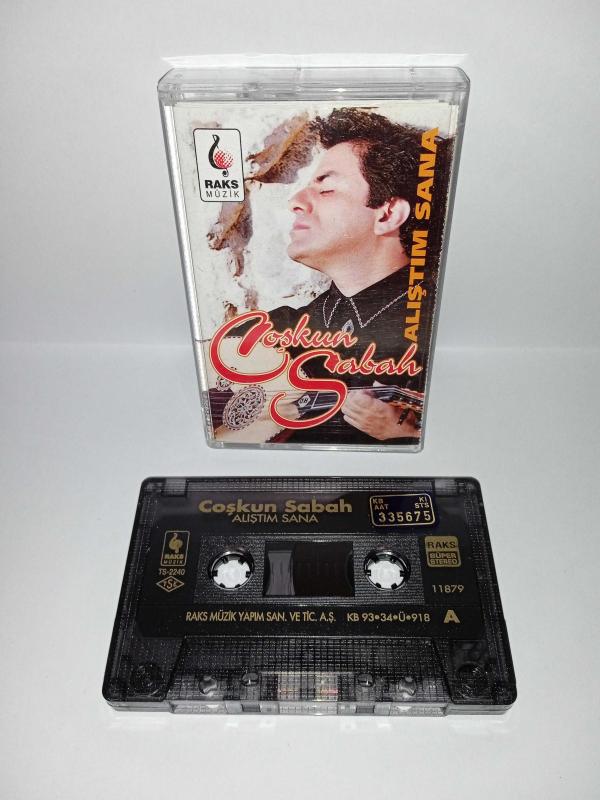 RAKS
MÜZİK
ALIŞTIM SANA
Coşkun
Sabah
Coşkun Sabah
ALIŞTIM SANA
KB KI
AAT STS
335675
RAKS
MÜZİK
TS-2240
TSE
RAKS
SÜPER
STEREO
11879
RAKS MÜZİK YAPIM SAN. VE TİC. A.Ş. KB 93•34•Ü•918 A